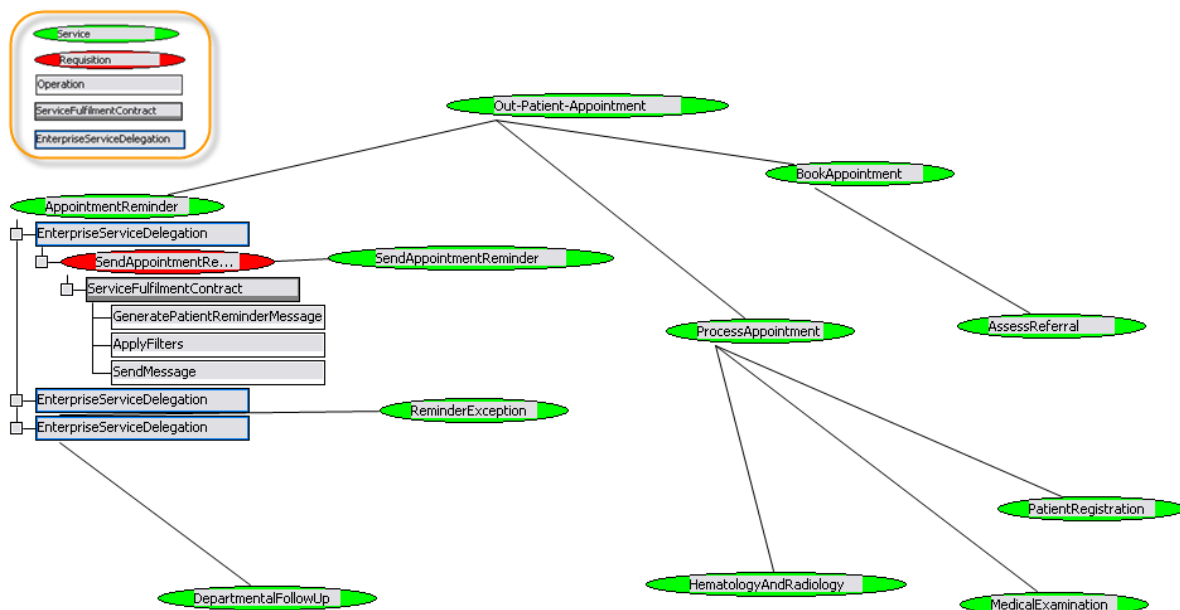 Service
Requisition
Operation
ServiceFulfilmentContract
EnterpriseServiceDelegation
Out-Patient-Appointment
BookAppointment
AppointmentReminder
EnterpriseServiceDelegation
SendAppointmentRe...
SendAppointmentReminder
ServiceFulfilmentContract
GeneratePatientReminderMessage
ApplyFilters
SendMessage
ProcessAppointment
AssessReferral
EnterpriseServiceDelegation
ReminderException
EnterpriseServiceDelegation
PatientRegistration
DepartmentalFollowUp
HematologyAndRadiology
MedicalExamination